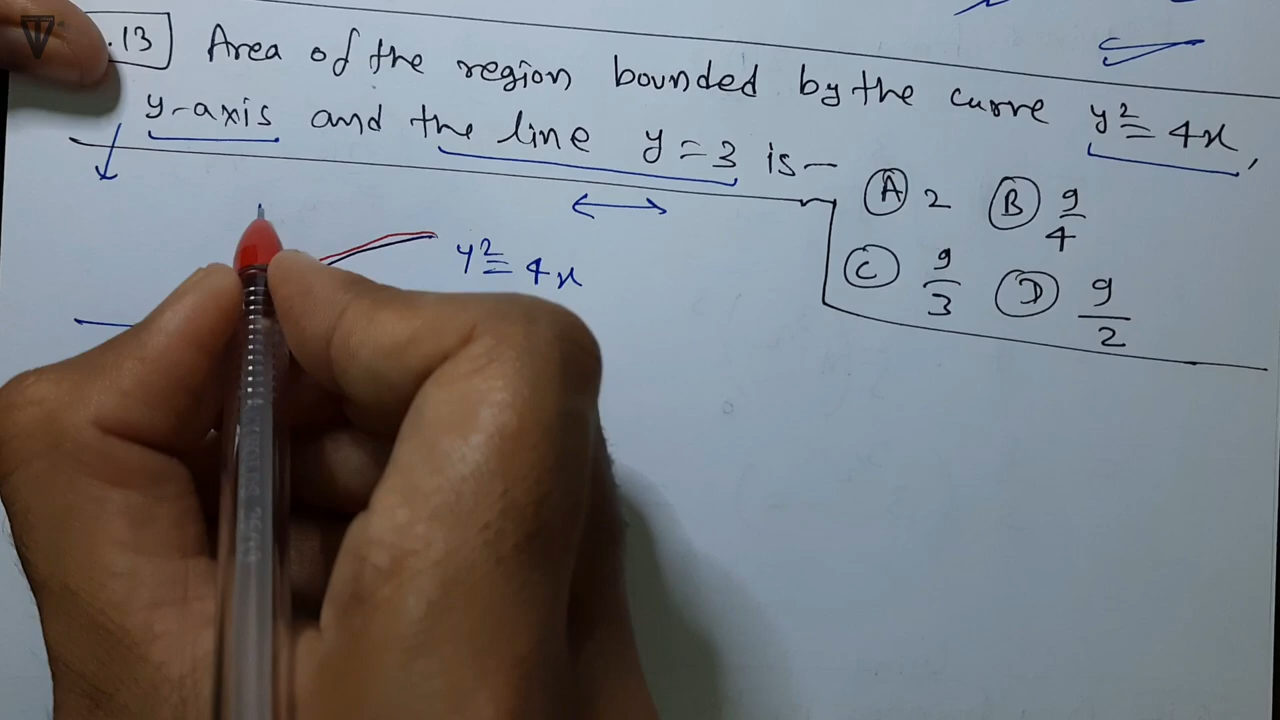 .13 Area of the region bounded by the curve y² = 4x,
y-axis and the line y = 3 is –
(A) 2 (B) 9/4
(C) 9/3 (D) 9/2
y² = 4x